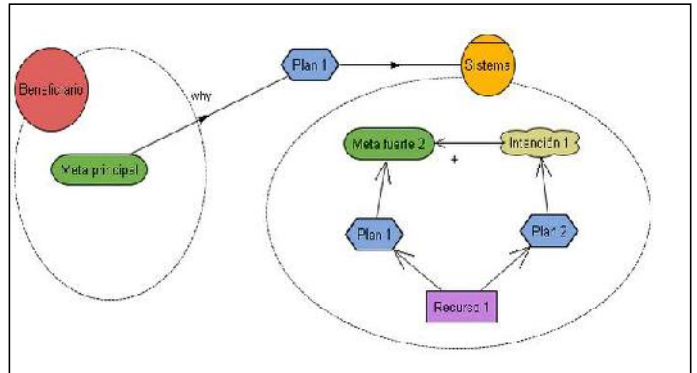 Beneficiario
why
Plan 1
Sistema
Meta principal
Meta fuerte 2
+
Intención 1
Plan 1
Plan 2
Recurso 1